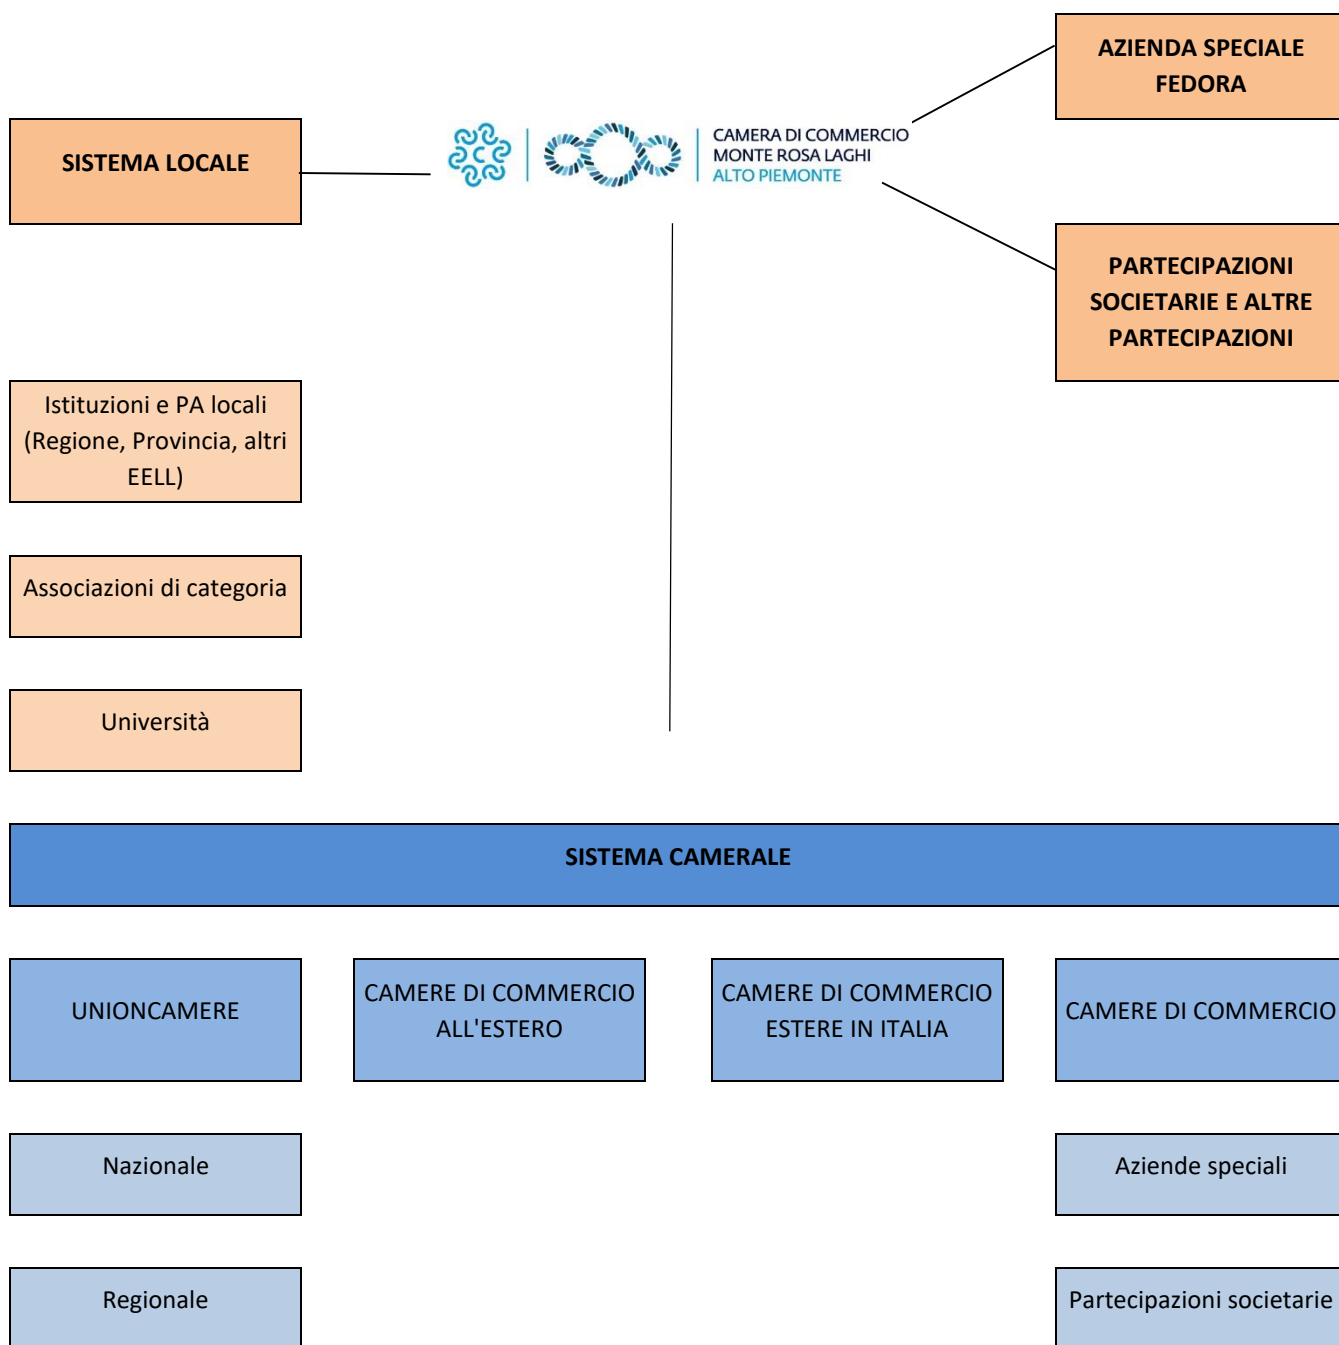 AZIENDA SPECIALE
FEDORA
SISTEMA LOCALE
CAMERA DI COMMERCIO
MONTE ROSA LAGHI
ALTO PIEMONTE
PARTECIPAZIONI
SOCIETARIE E ALTRE
PARTECIPAZIONI
Istituzioni e PA locali
(Regione, Provincia, altri
EELL)
Associazioni di categoria
Università
SISTEMA CAMERALE
UNIONCAMERE
CAMERE DI COMMERCIO
ALL'ESTERO
CAMERE DI COMMERCIO
ESTERE IN ITALIA
CAMERE DI COMMERCIO
Nazionale
Aziende speciali
Regionale
Partecipazioni societarie